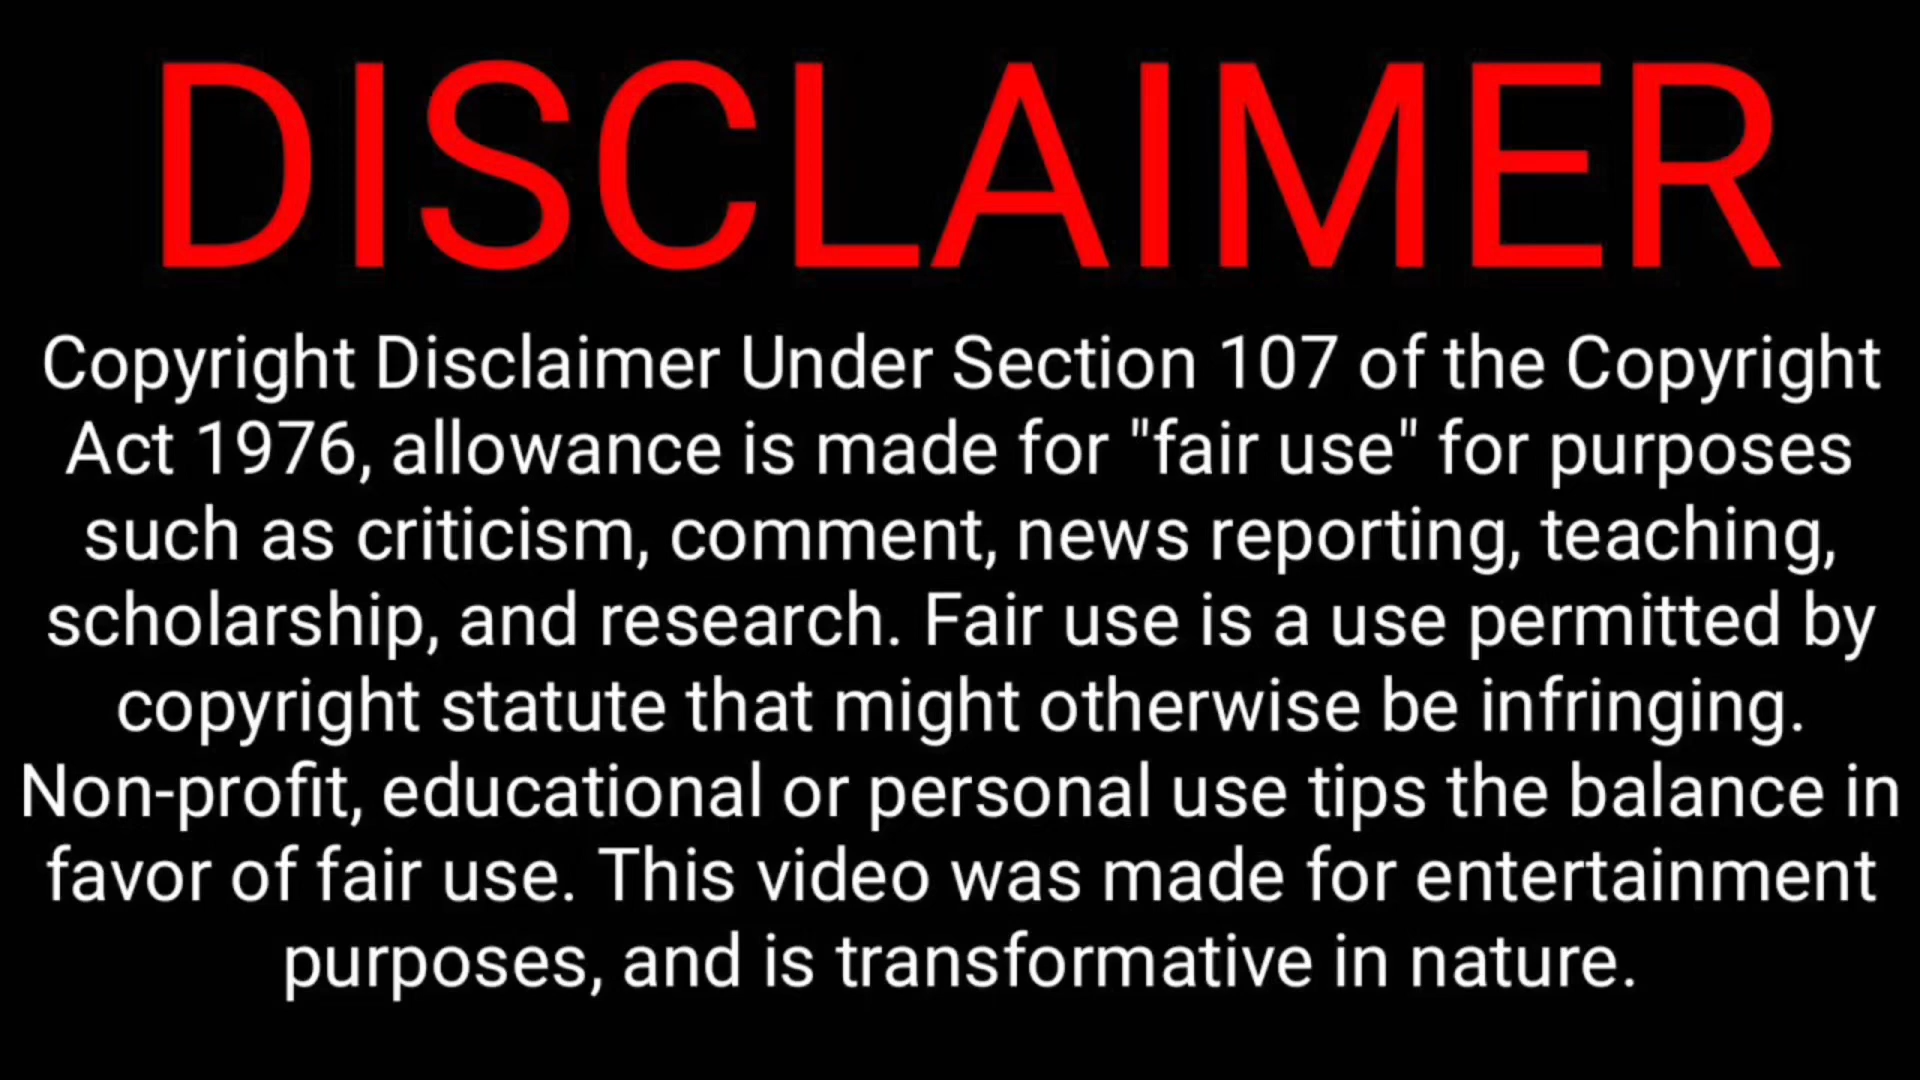 DISCLAIMER
Copyright Disclaimer Under Section 107 of the Copyright
Act 1976, allowance is made for "fair use" for purposes
such as criticism, comment, news reporting, teaching,
scholarship, and research. Fair use is a use permitted by
copyright statute that might otherwise be infringing.
Non-profit, educational or personal use tips the balance in
favor of fair use. This video was made for entertainment
purposes, and is transformative in nature.